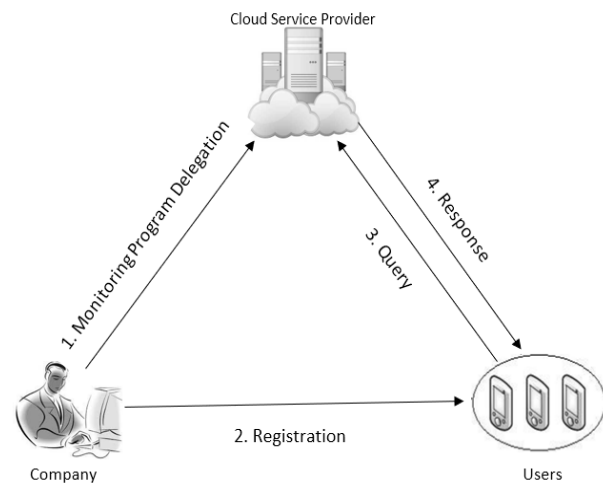 Cloud Service Provider
1. Monitoring Program Delegation
4. Response
3. Query
2. Registration
Company
Users